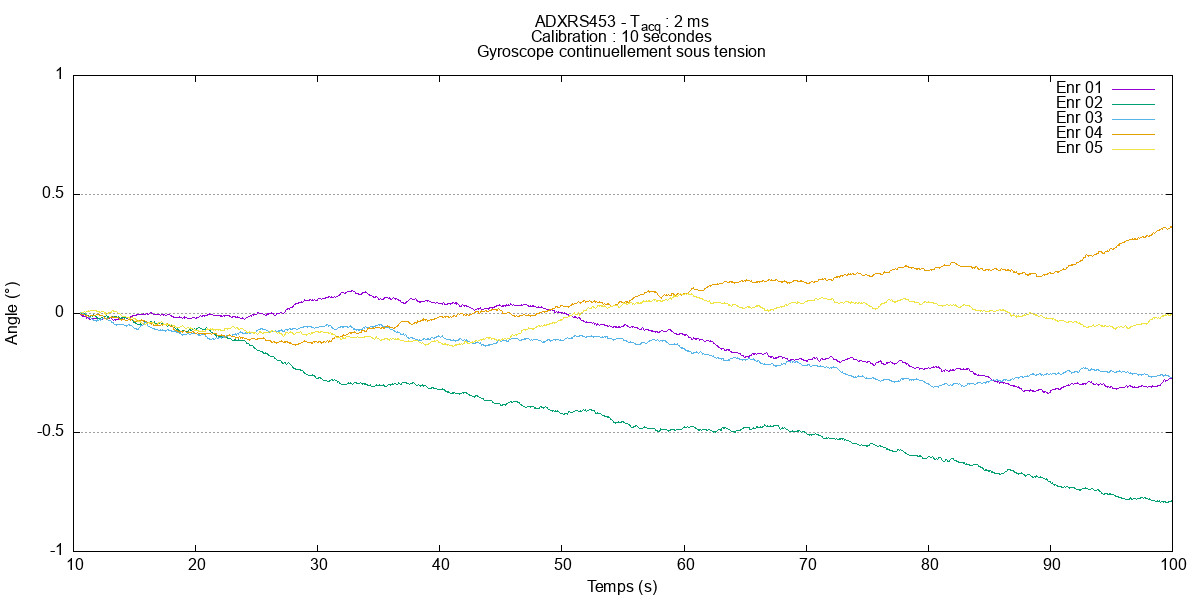 ADXRS453 - Tacq : 2 ms
Calibration : 10 secondes
Gyroscope continuellement sous tension
1
0.5
0
-0.5
-1
Angle (°)
Enr 01
Enr 02
Enr 03
Enr 04
Enr 05
10 20 30 40 50 60 70 80 90 100
Temps (s)